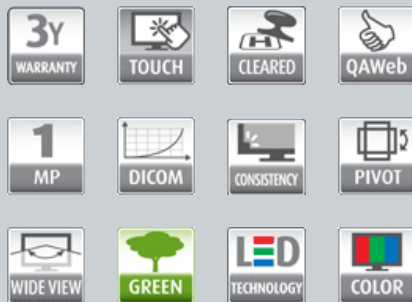 3Y
WARRANTY
TOUCH
CLEARED
QAWeb
1
MP
DICOM
CONSISTENCY
PIVOT
WIDE VIEW
GREEN
LED
TECHNOLOGY
COLOR